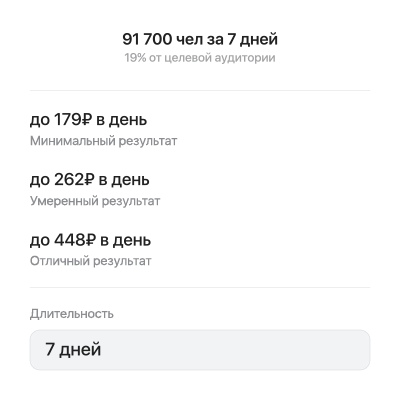 91 700 чел за 7 дней
19% от целевой аудитории
до 179₽ в день
Минимальный результат
до 262₽ в день
Умеренный результат
до 448₽ в день
Отличный результат
Длительность
7 дней